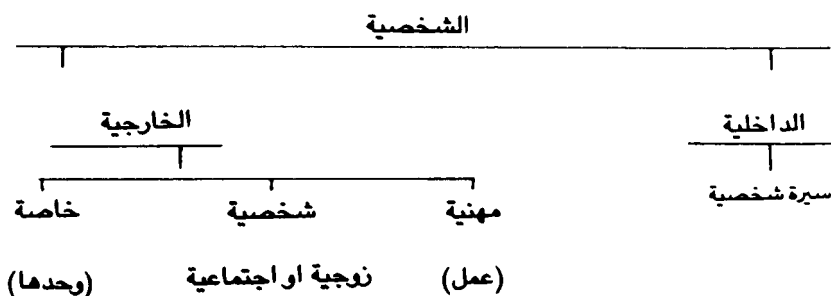 الشخصية
الداخلية الخارجية
سيرة شخصية
مهنية شخصية خاصة
(عمل) زوجية او اجتماعية (وحدها)